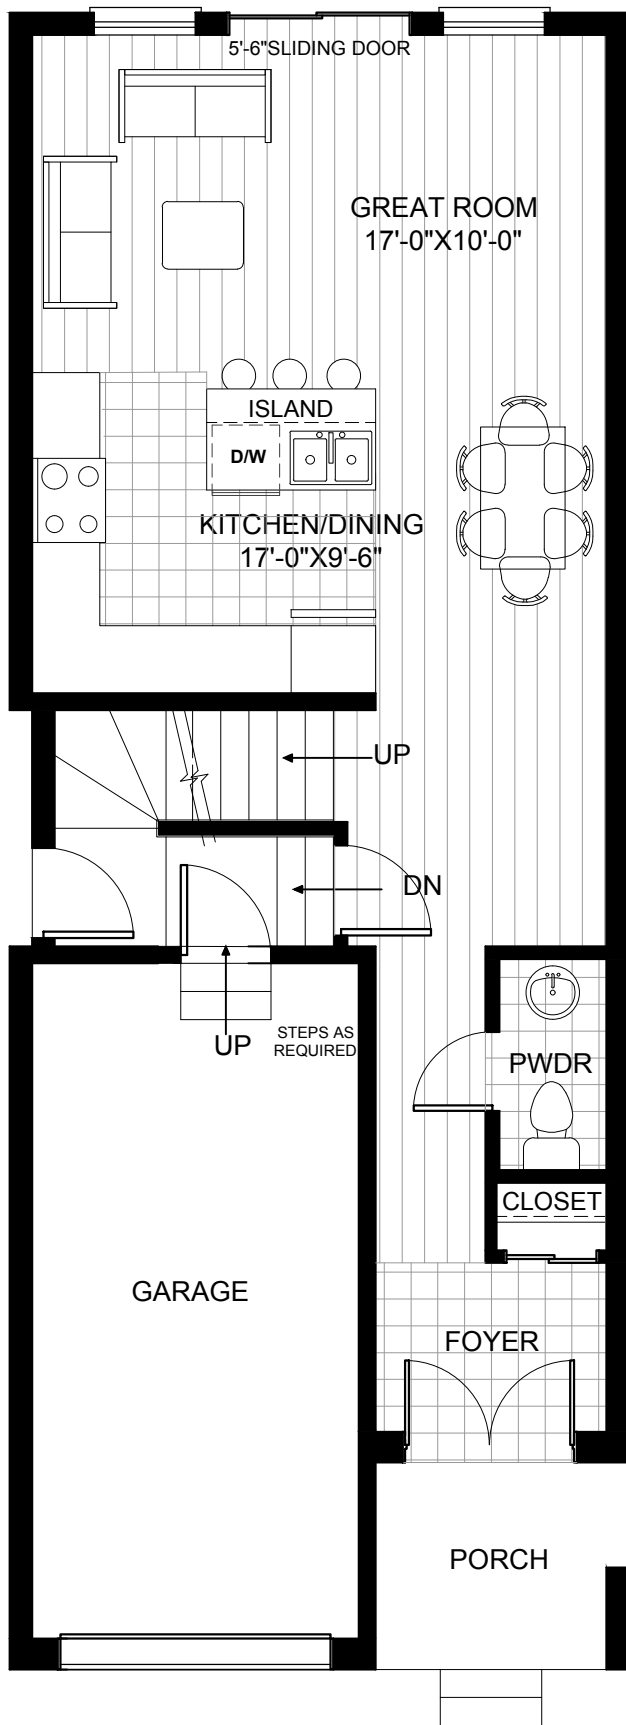 5'-6"SLIDING DOOR
GREAT ROOM
17'-0"X10'-0"
ISLAND
D/W
KITCHEN/DINING
17'-0"X9'-6"
UP
DN
UP
STEPS AS
REQUIRED
PWDR
CLOSET
GARAGE
FOYER
PORCH